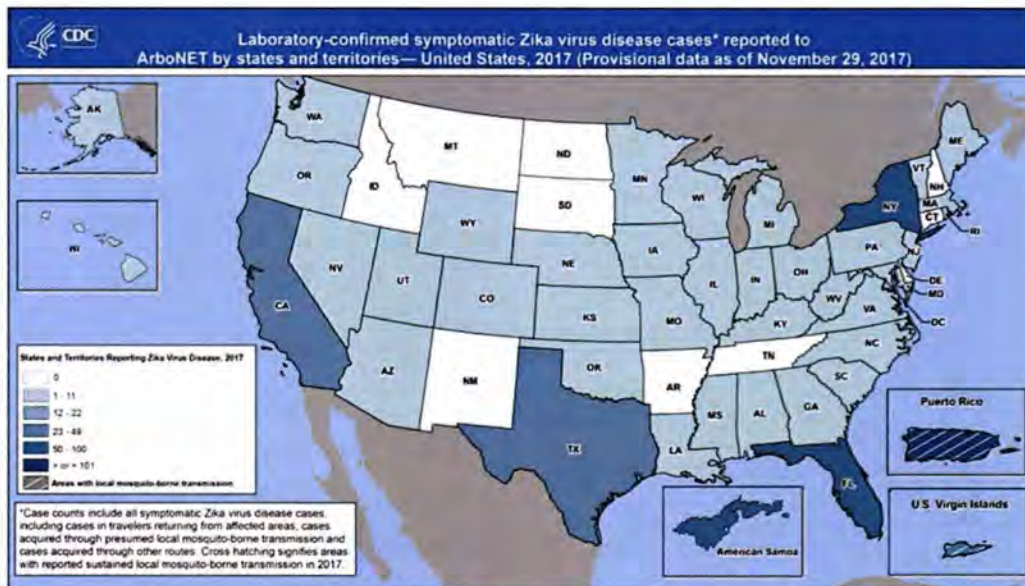 CDC
Laboratory-confirmed symptomatic Zika virus disease cases* reported to
ArboNET by states and territories— United States, 2017 (Provisional data as of November 29, 2017)
AK
HI
WA
OR
CA
NV
ID
MT
WY
UT
AZ
CO
NM
ND
SD
NE
KS
OR
TX
MN
IA
MO
AR
LA
WI
IL
MI
IN
OH
KY
TN
MS
AL
GA
FL
SC
NC
VA
WV
PA
NY
VT
NH
ME
MA
CT
RI
NJ
DE
MD
DC
States and Territories Reporting Zika Virus Disease, 2017
0
1 - 11
12 - 22
23 - 49
50 - 100
> or = 101
Areas with local mosquito-borne transmission
*Case counts include all symptomatic Zika virus disease cases,
including cases in travelers returning from affected areas, cases
acquired through presumed local mosquito-borne transmission and
cases acquired through other routes. Cross hatching signifies areas
with reported sustained local mosquito-borne transmission in 2017.
American Samoa
Puerto Rico
U.S. Virgin Islands